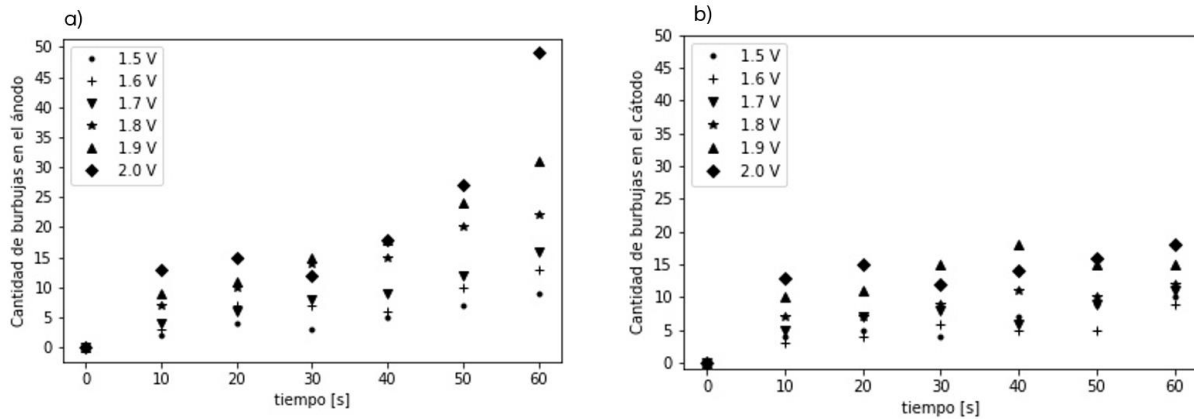 a)
50
45
40
35
30
25
20
15
10
5
0
Cantidad de burbujas en el ánodo
1.5 V
1.6 V
1.7 V
1.8 V
1.9 V
2.0 V
0 10 20 30 40 50 60
tiempo [s]
b)
50
45
40
35
30
25
20
15
10
5
0
Cantidad de burbujas en el cátodo
1.5 V
1.6 V
1.7 V
1.8 V
1.9 V
2.0 V
0 10 20 30 40 50 60
tiempo [s]